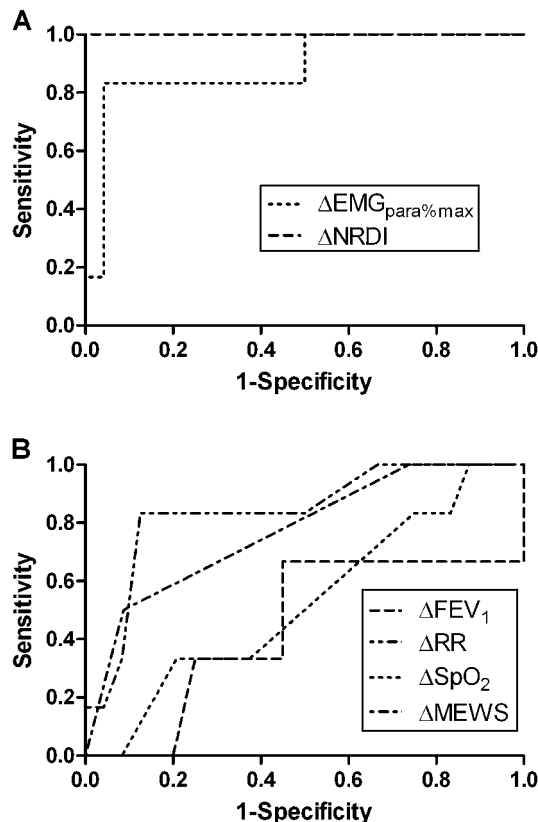 A
1.0
0.8
0.6
0.4
0.2
0.0
Sensitivity
ΔEMGpara%max
ΔNRDI
0.0 0.2 0.4 0.6 0.8 1.0
1-Specificity
B
1.0
0.8
0.6
0.4
0.2
0.0
Sensitivity
ΔFEV₁
ΔRR
ΔSpO₂
ΔMEWS
0.0 0.2 0.4 0.6 0.8 1.0
1-Specificity